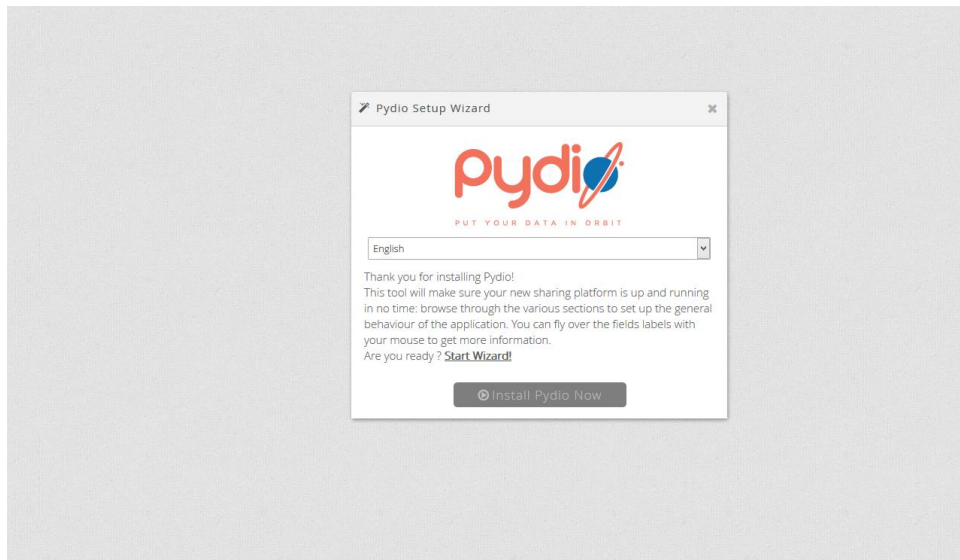 Pydio Setup Wizard
pydio
PUT YOUR DATA IN ORBIT
English
Thank you for installing Pydio!
This tool will make sure your new sharing platform is up and running
in no time: browse through the various sections to set up the general
behaviour of the application. You can fly over the fields labels with
your mouse to get more information.
Are you ready ? Start Wizard!
Install Pydio Now